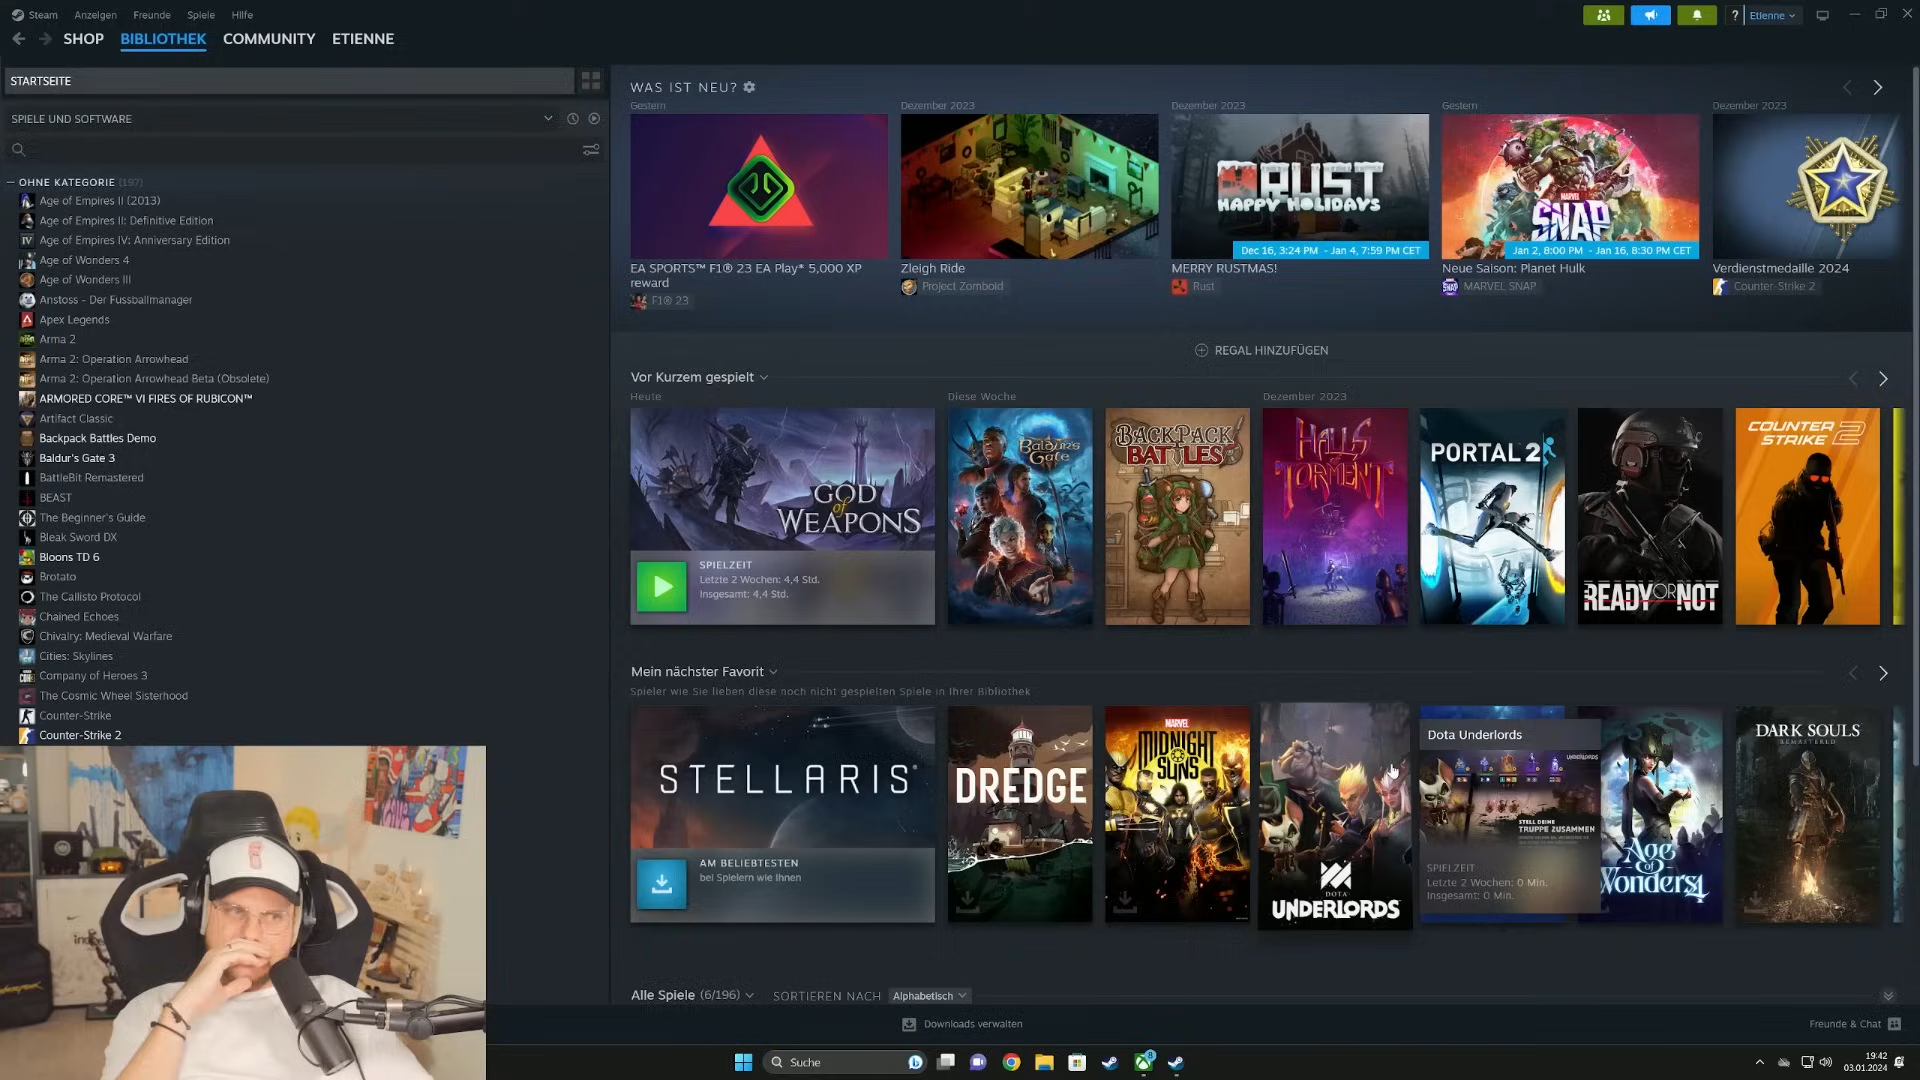 Steam Anzeigen Freunde Spiele Hilfe
? Etienne
SHOP BIBLIOTHEK COMMUNITY ETIENNE
STARTSEITE
SPIELE UND SOFTWARE
— OHNE KATEGORIE (197)
Age of Empires II (2013)
Age of Empires II: Definitive Edition
Age of Empires IV: Anniversary Edition
Age of Wonders 4
Age of Wonders III
Anstoss - Der Fussballmanager
Apex Legends
Arma 2
Arma 2: Operation Arrowhead
Arma 2: Operation Arrowhead Beta (Obsolete)
ARMORED CORE™ VI FIRES OF RUBICON™
Artifact Classic
Backpack Battles Demo
Baldur's Gate 3
BattleBit Remastered
BEAST
The Beginner's Guide
Bleak Sword DX
Bloons TD 6
Brotato
The Callisto Protocol
Chained Echoes
Chivalry: Medieval Warfare
Cities: Skylines
Company of Heroes 3
The Cosmic Wheel Sisterhood
Counter-Strike
Counter-Strike 2
WAS IST NEU?
Gestern
Dezember 2023
Dezember 2023
Gestern
Dezember 2023
RUST
HAPPY HOLIDAYS
Dec 16, 3:24 PM - Jan 4, 7:59 PM CET
MARVEL
SNAP
Jan 2, 8:00 PM - Jan 16, 8:30 PM CET
EA SPORTS™ F1® 23 EA Play* 5,000 XP
reward
F1® 23
Zleigh Ride
Project Zomboid
MERRY RUSTMAS!
Rust
Neue Saison: Planet Hulk
MARVEL SNAP
Verdienstmedaille 2024
Counter-Strike 2
REGAL HINZUFÜGEN
Vor Kurzem gespielt
Heute
Diese Woche
Dezember 2023
GOD
of
WEAPONS
SPIELZEIT
Letzte 2 Wochen: 4,4 Std.
Insgesamt: 4,4 Std.
Baldur's
Gate
BACKPACK
BATTLES
HALLS
OF
TORMENT
PORTAL 2
READY OR NOT
COUNTER
STRIKE 2
Mein nächster Favorit
Spieler wie Sie lieben diese noch nicht gespielten Spiele in Ihrer Bibliothek
STELLARIS
AM BELIEBTESTEN
bei Spielern wie Ihnen
DREDGE
MARVEL
MIDNIGHT
SUNS
DOTA
UNDERLORDS
Dota Underlords
UNDERLORDS
STELL DEINE
TRUPPE ZUSAMMEN
SPIELZEIT
Letzte 2 Wochen: 0 Min.
Insgesamt: 0 Min.
Age
of
Wonders 4
DARK SOULS
REMASTERED
Alle Spiele (6/196) SORTIEREN NACH Alphabetisch
Downloads verwalten
Freunde & Chat
Suche
8
19:42
03.01.2024